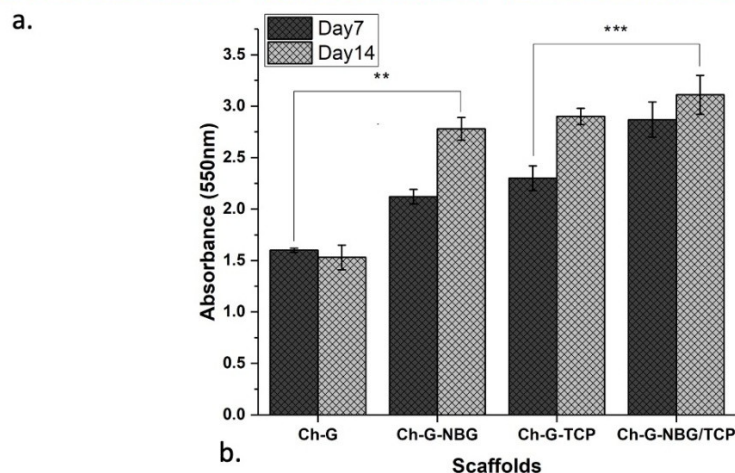 a.
Day7
Day14
**
***
Absorbance (550nm)
3.5
3.0
2.5
2.0
1.5
1.0
0.5
0.0
Ch-G
Ch-G-NBG
Ch-G-TCP
Ch-G-NBG/TCP
b.
Scaffolds